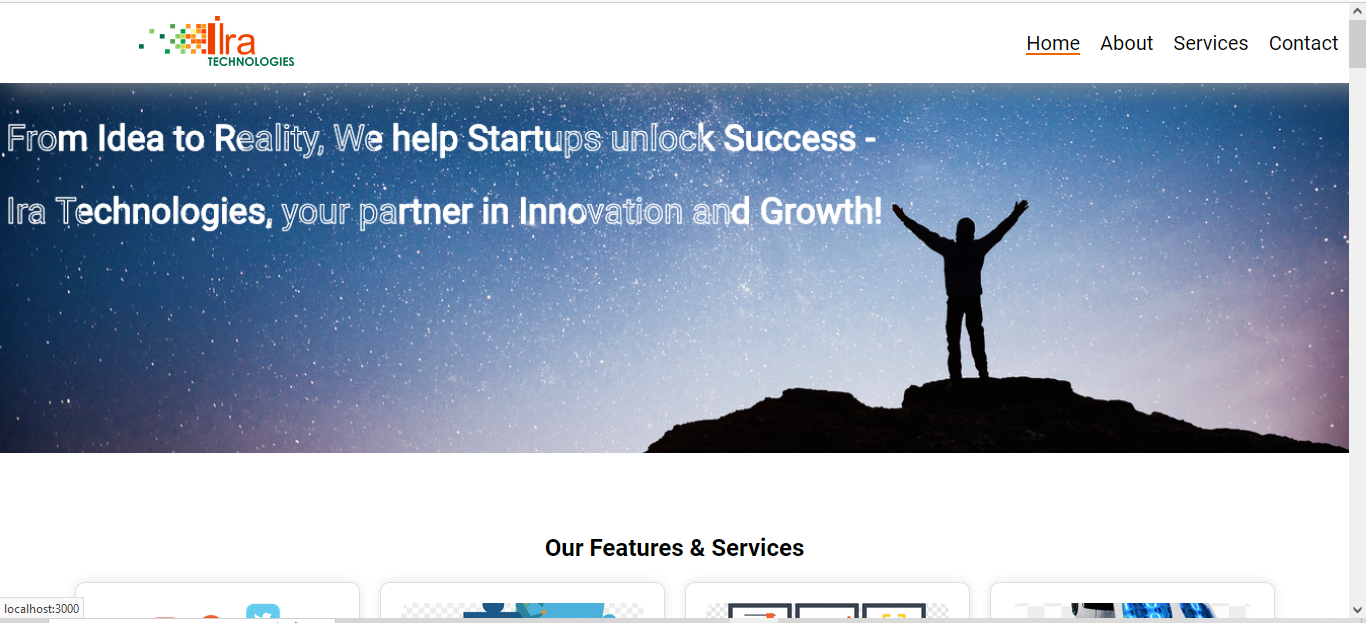 Ira
TECHNOLOGIES
Home About Services Contact
From Idea to Reality, We help Startups unlock Success -
Ira Technologies, your partner in Innovation and Growth!
Our Features & Services
localhost:3000